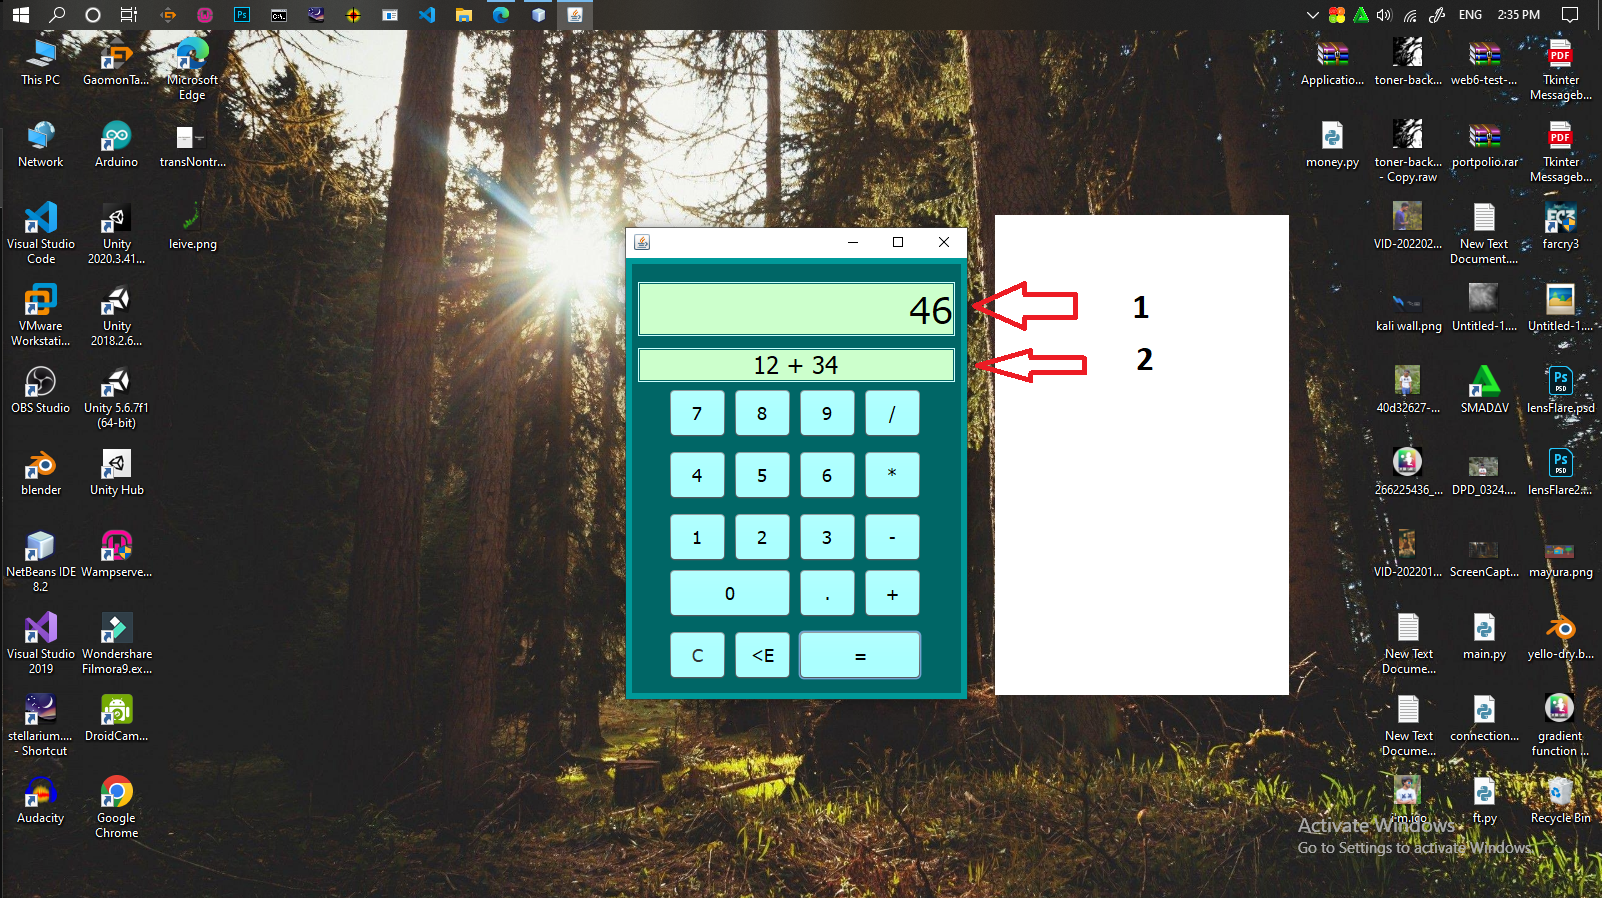 ENG 2:35 PM
This PC
GaomonTa...
Microsoft
Edge
Applicatio...
toner-back...
web6-test-...
Tkinter
Messageb...
Network
Arduino
transNontr...
money.py
toner-back...
- Copy.raw
portpolio.rar
Tkinter
Messageb...
Visual Studio
Code
Unity
2020.3.41...
leive.png
VID-202202...
New Text
Document....
farcry3
VMware
Workstati...
Unity
2018.2.6...
kali wall.png
Untitled-1....
Untitled-1....
OBS Studio
Unity 5.6.7f1
(64-bit)
40d32627-...
SMADΔV
lensFlare.psd
blender
Unity Hub
266225436_...
DPD_0324....
lensFlare2....
NetBeans IDE
8.2
Wampserve...
VID-202201...
ScreenCapt...
mayura.png
Visual Studio
2019
Wondershare
Filmora9.ex...
New Text
Docume...
main.py
yello-dry.b...
stellarium....
- Shortcut
DroidCam...
New Text
Docume...
connection...
gradient
function ...
Audacity
Google
Chrome
i-m.ico
ft.py
Recycle Bin
46
1
12 + 34
2
7 8 9 /
4 5 6 *
1 2 3 -
0 . +
C <E =
Activate Windows
Go to Settings to activate Windows.